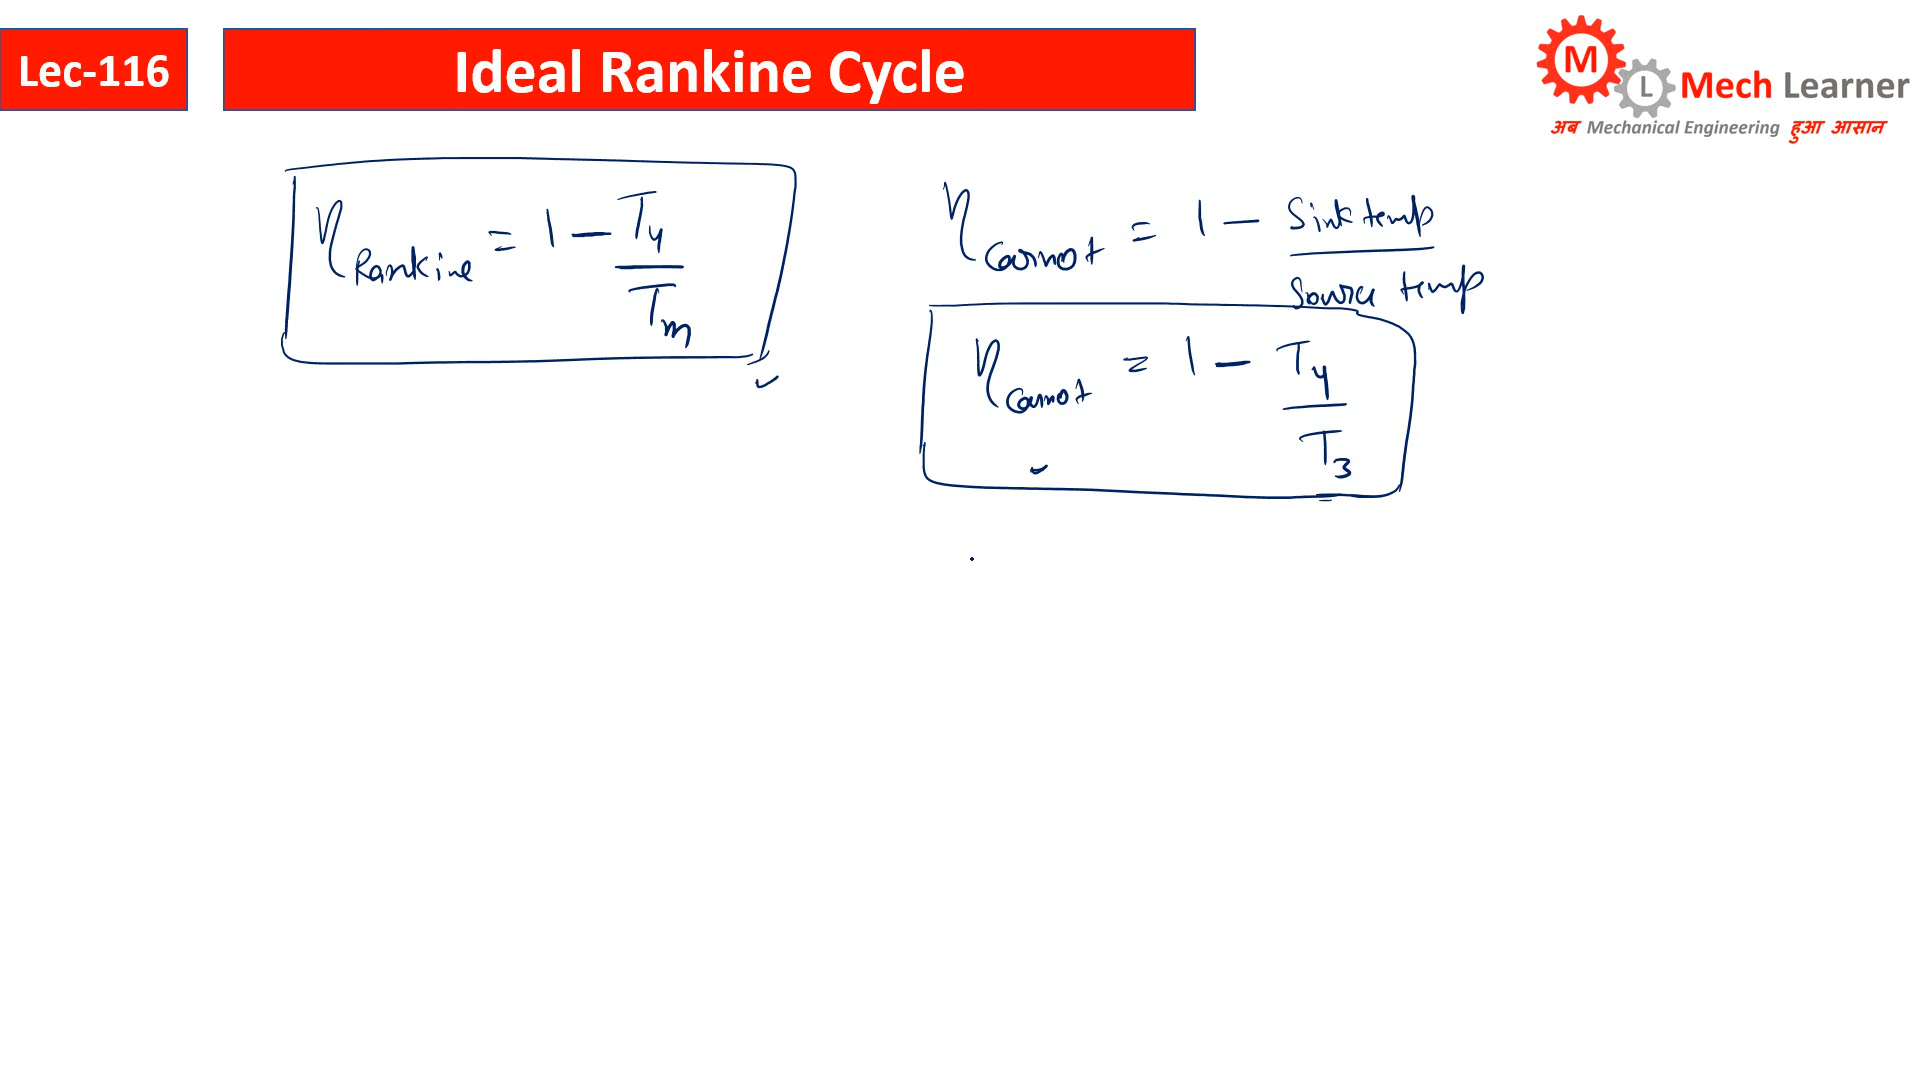 Lec-116
Ideal Rankine Cycle
M
L
Mech Learner
अब Mechanical Engineering हुआ आसान
η Rankine = 1 - T4 / Tm
η Carnot = 1 - Sink temp / Source temp
η Carnot = 1 - T4 / T3